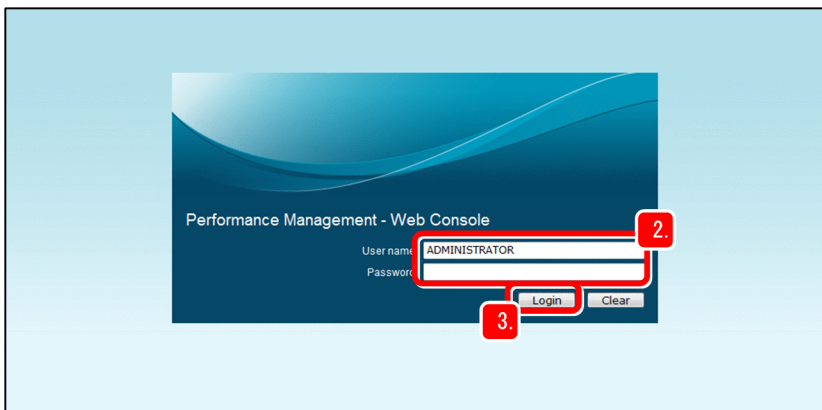 Performance Management - Web Console
2.
User name ADMINISTRATOR
Password
Login Clear
3.